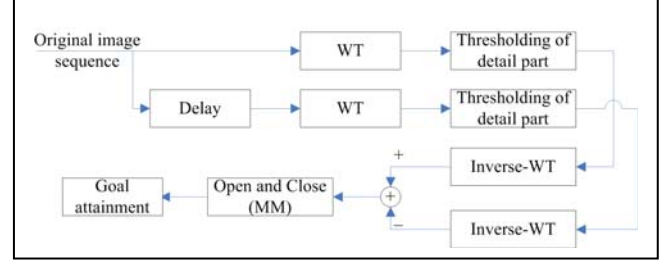 Original image
sequence
WT
Thresholding of
detail part
Delay
WT
Thresholding of
detail part
+
Inverse-WT
Goal
attainment
Open and Close
(MM)
+
−
Inverse-WT